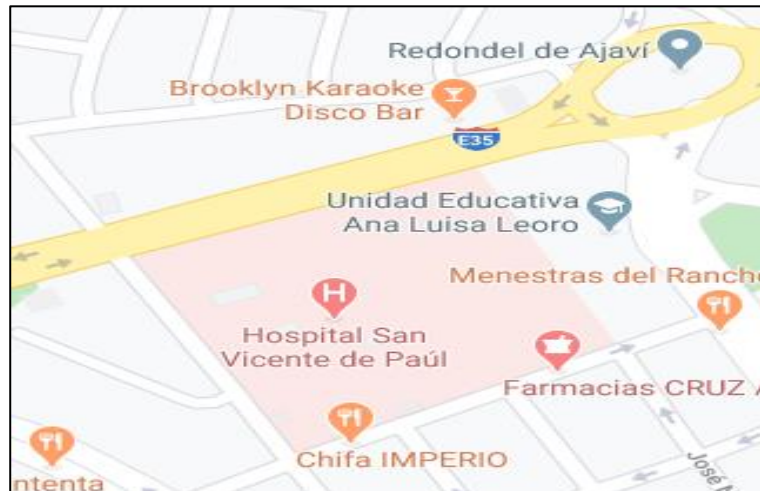 Redondel de Ajaví
Brooklyn Karaoke
Disco Bar
E35
Unidad Educativa
Ana Luisa Leoro
Menestras del Ranch
H
Hospital San
Vicente de Paúl
Farmacias CRUZ
Chifa IMPERIO
ntenta
José